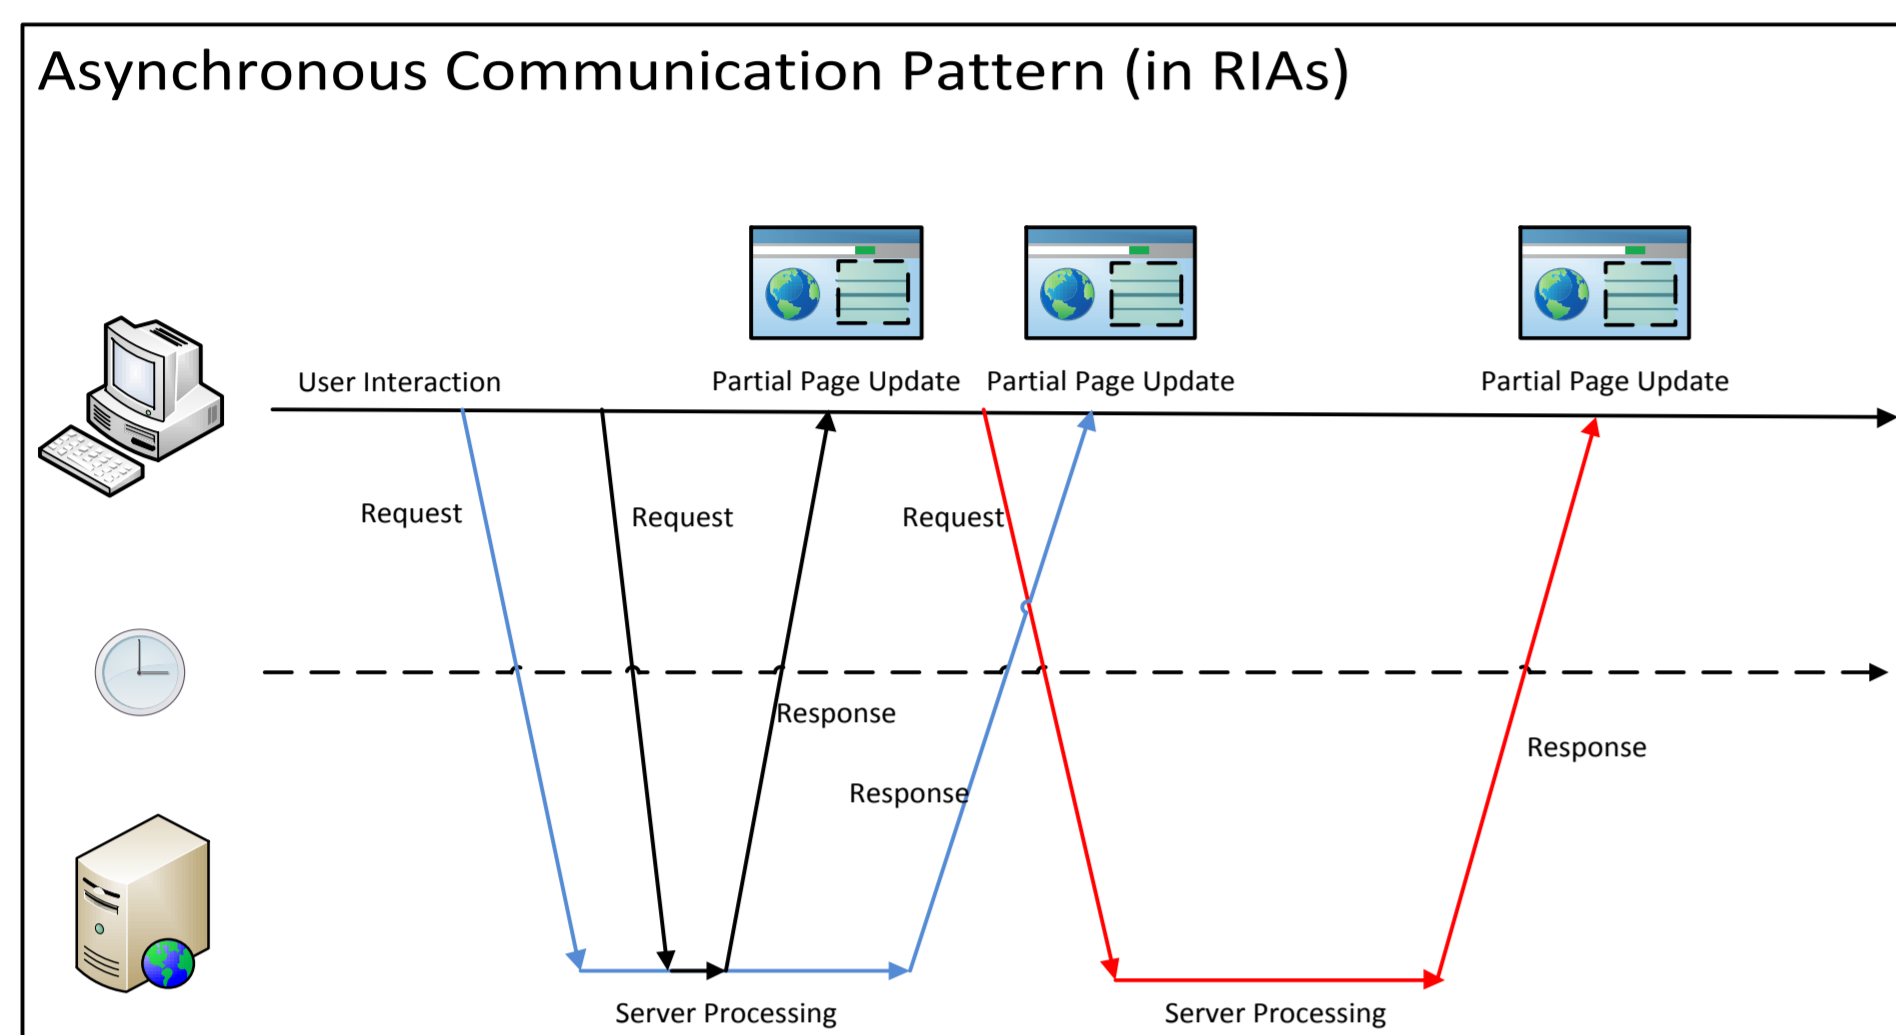 Asynchronous Communication Pattern (in RIAs)
User Interaction
Partial Page Update
Partial Page Update
Partial Page Update
Request
Request
Request
Response
Response
Response
Server Processing
Server Processing